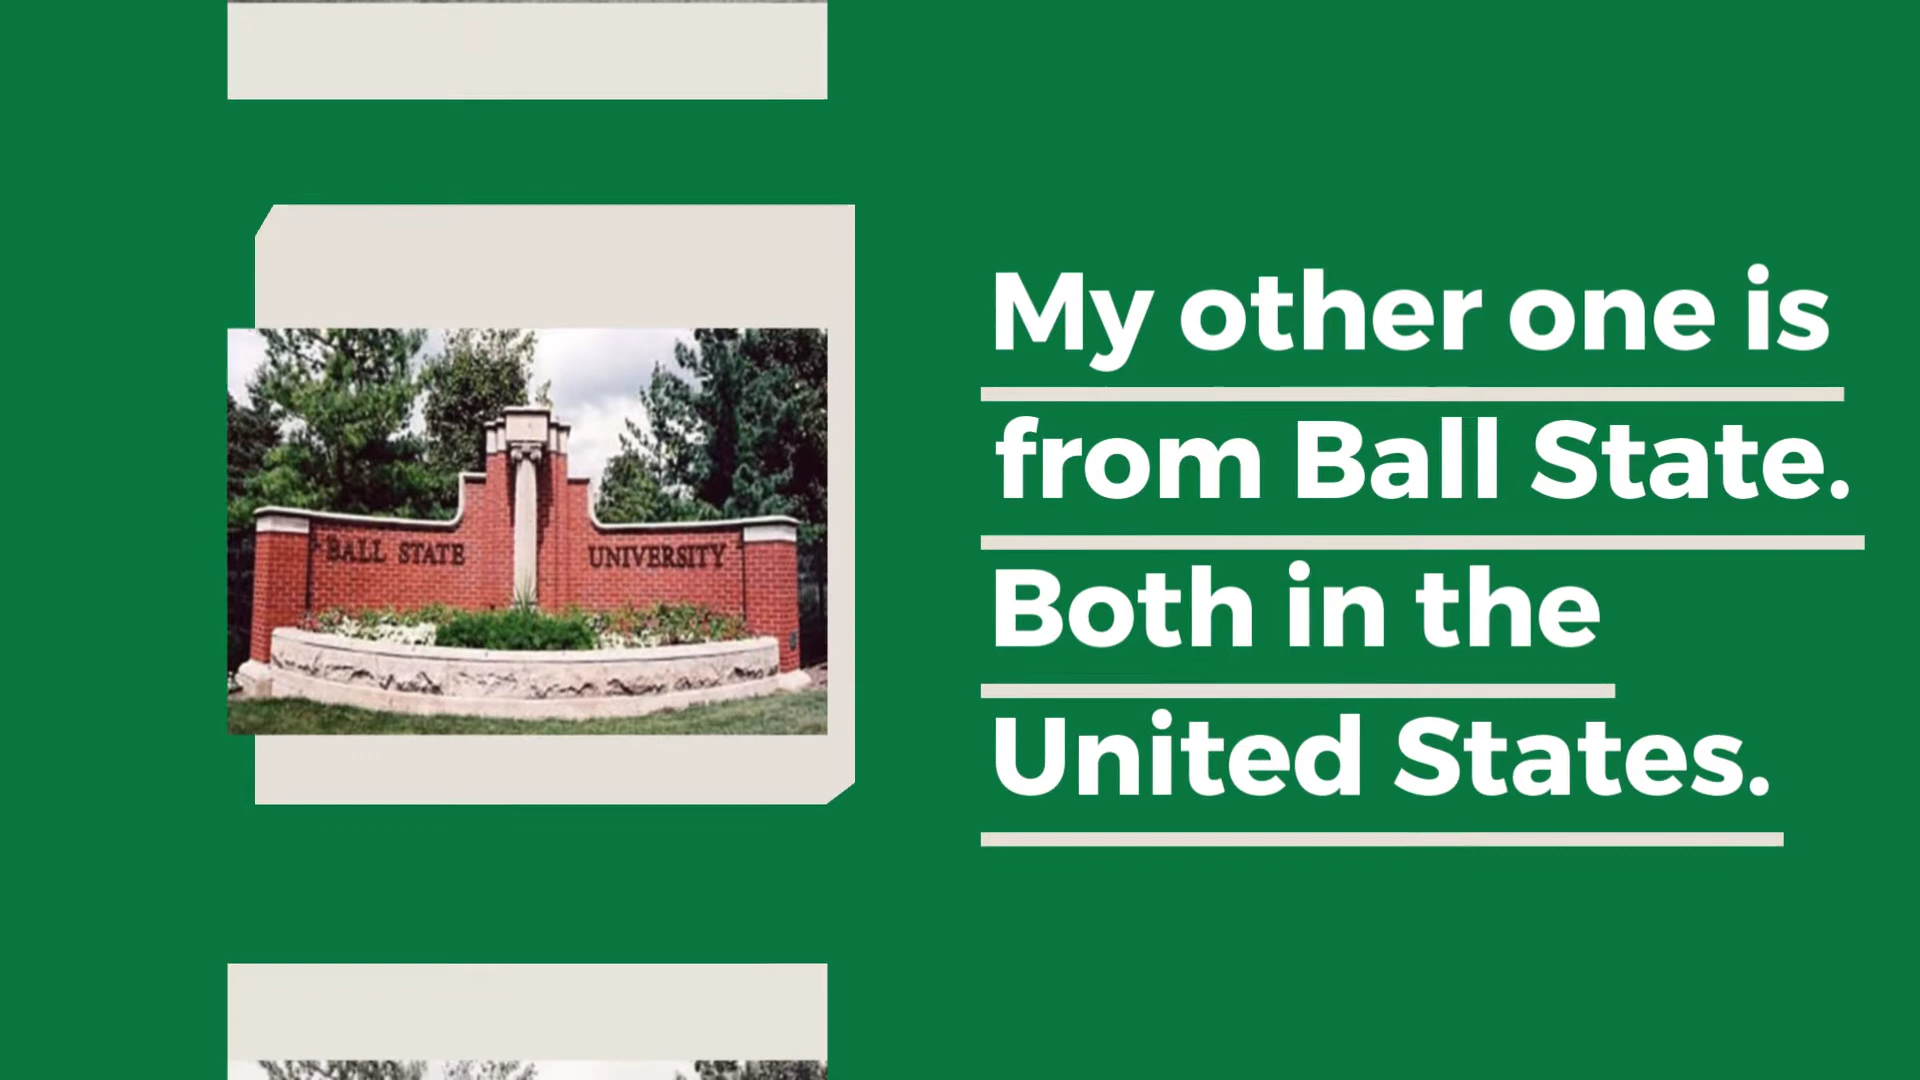 BALL STATE UNIVERSITY
My other one is
from Ball State.
Both in the
United States.